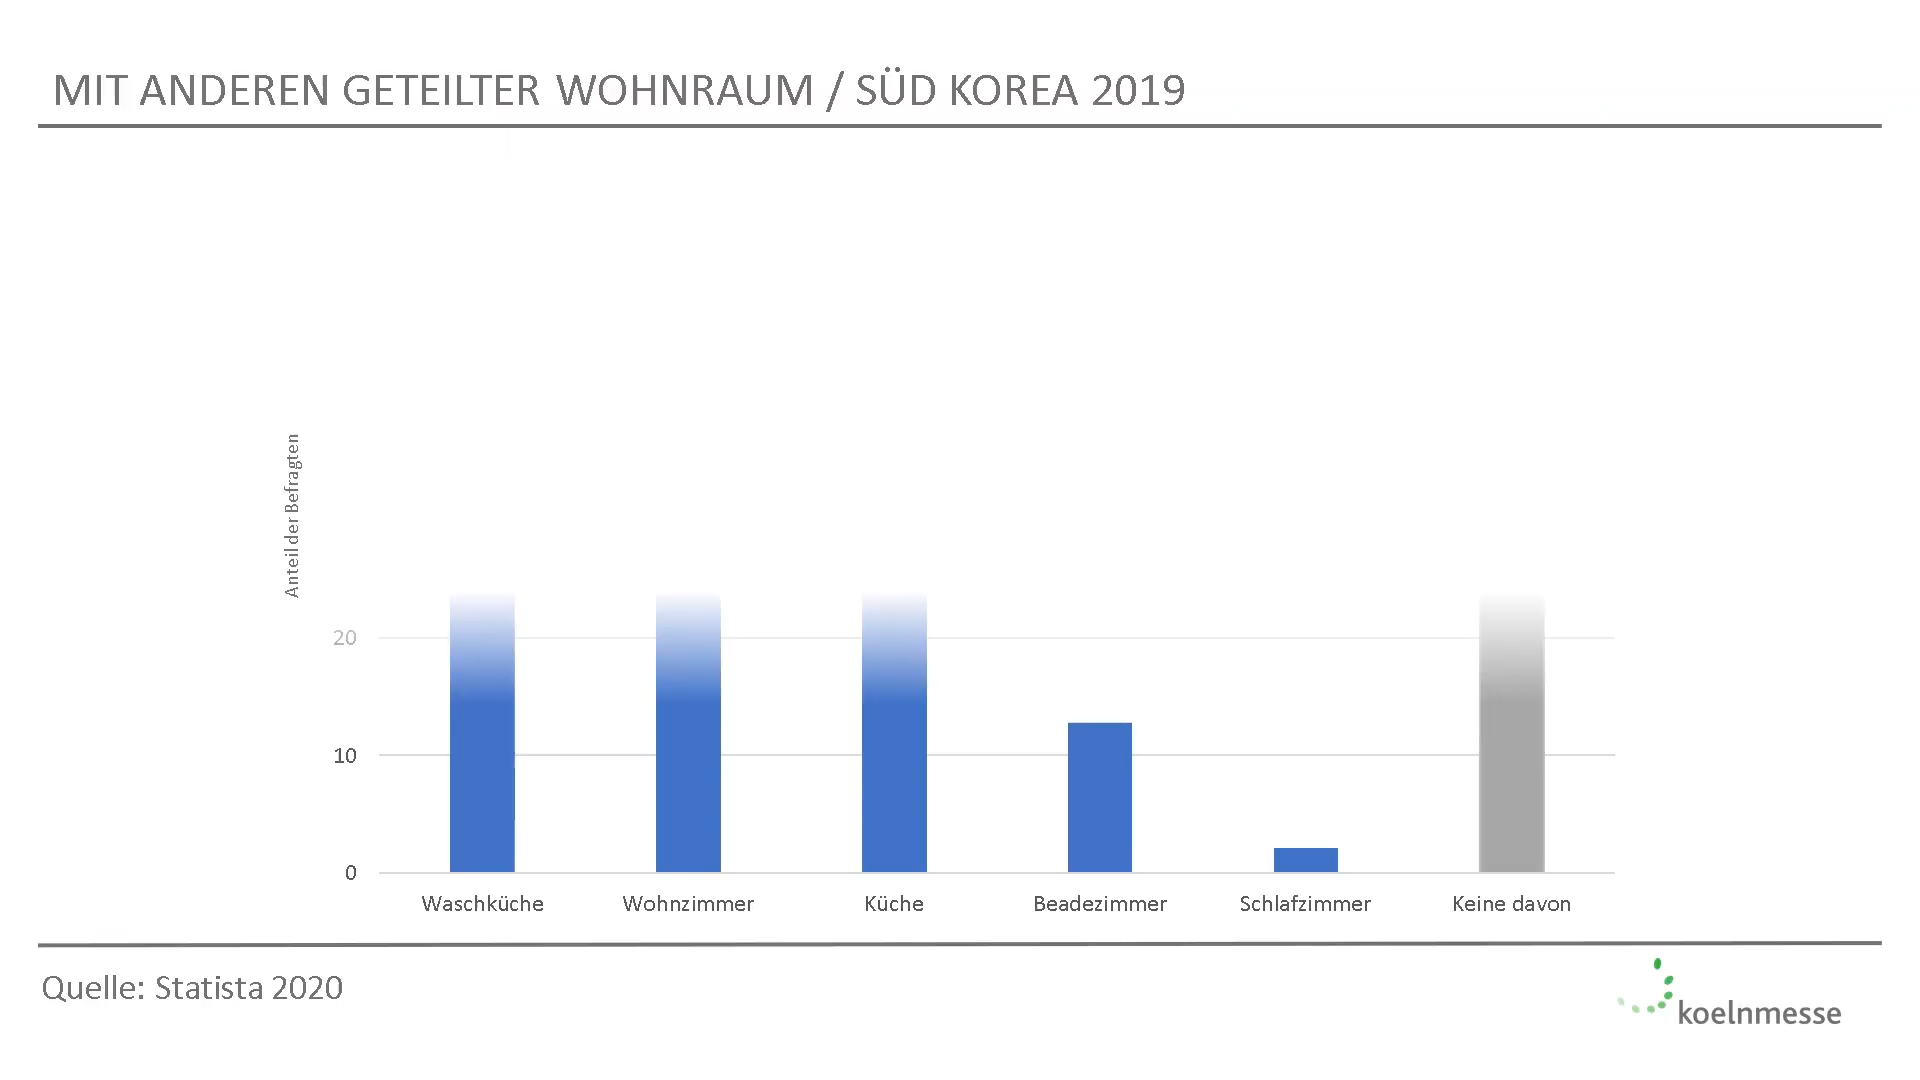 MIT ANDEREN GETEILTER WOHNRAUM / SÜD KOREA 2019
Anteil der Befragten
20
10
0
Waschküche Wohnzimmer Küche Beadezimmer Schlafzimmer Keine davon
Quelle: Statista 2020
koelnmesse